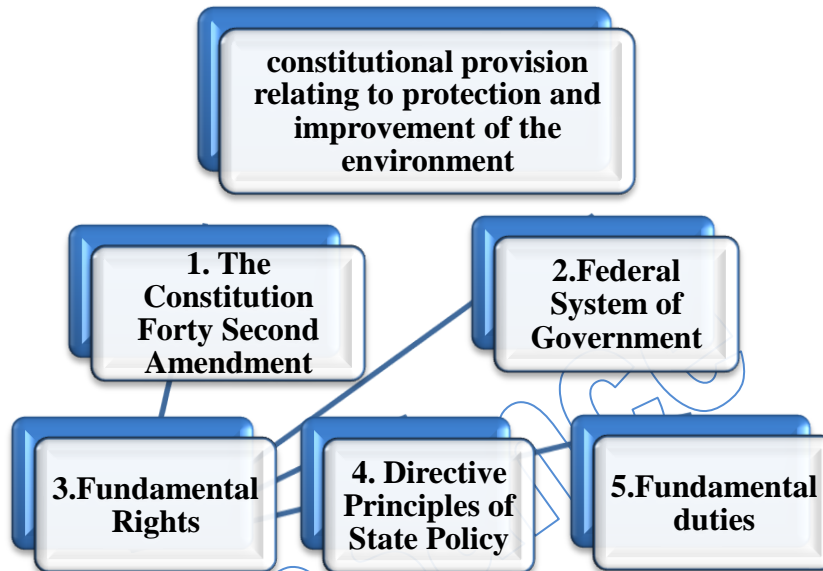 constitutional provision
relating to protection and
improvement of the
environment
1. The
Constitution
Forty Second
Amendment
2.Federal
System of
Government
3.Fundamental
Rights
4. Directive
Principles of
State Policy
5.Fundamental
duties